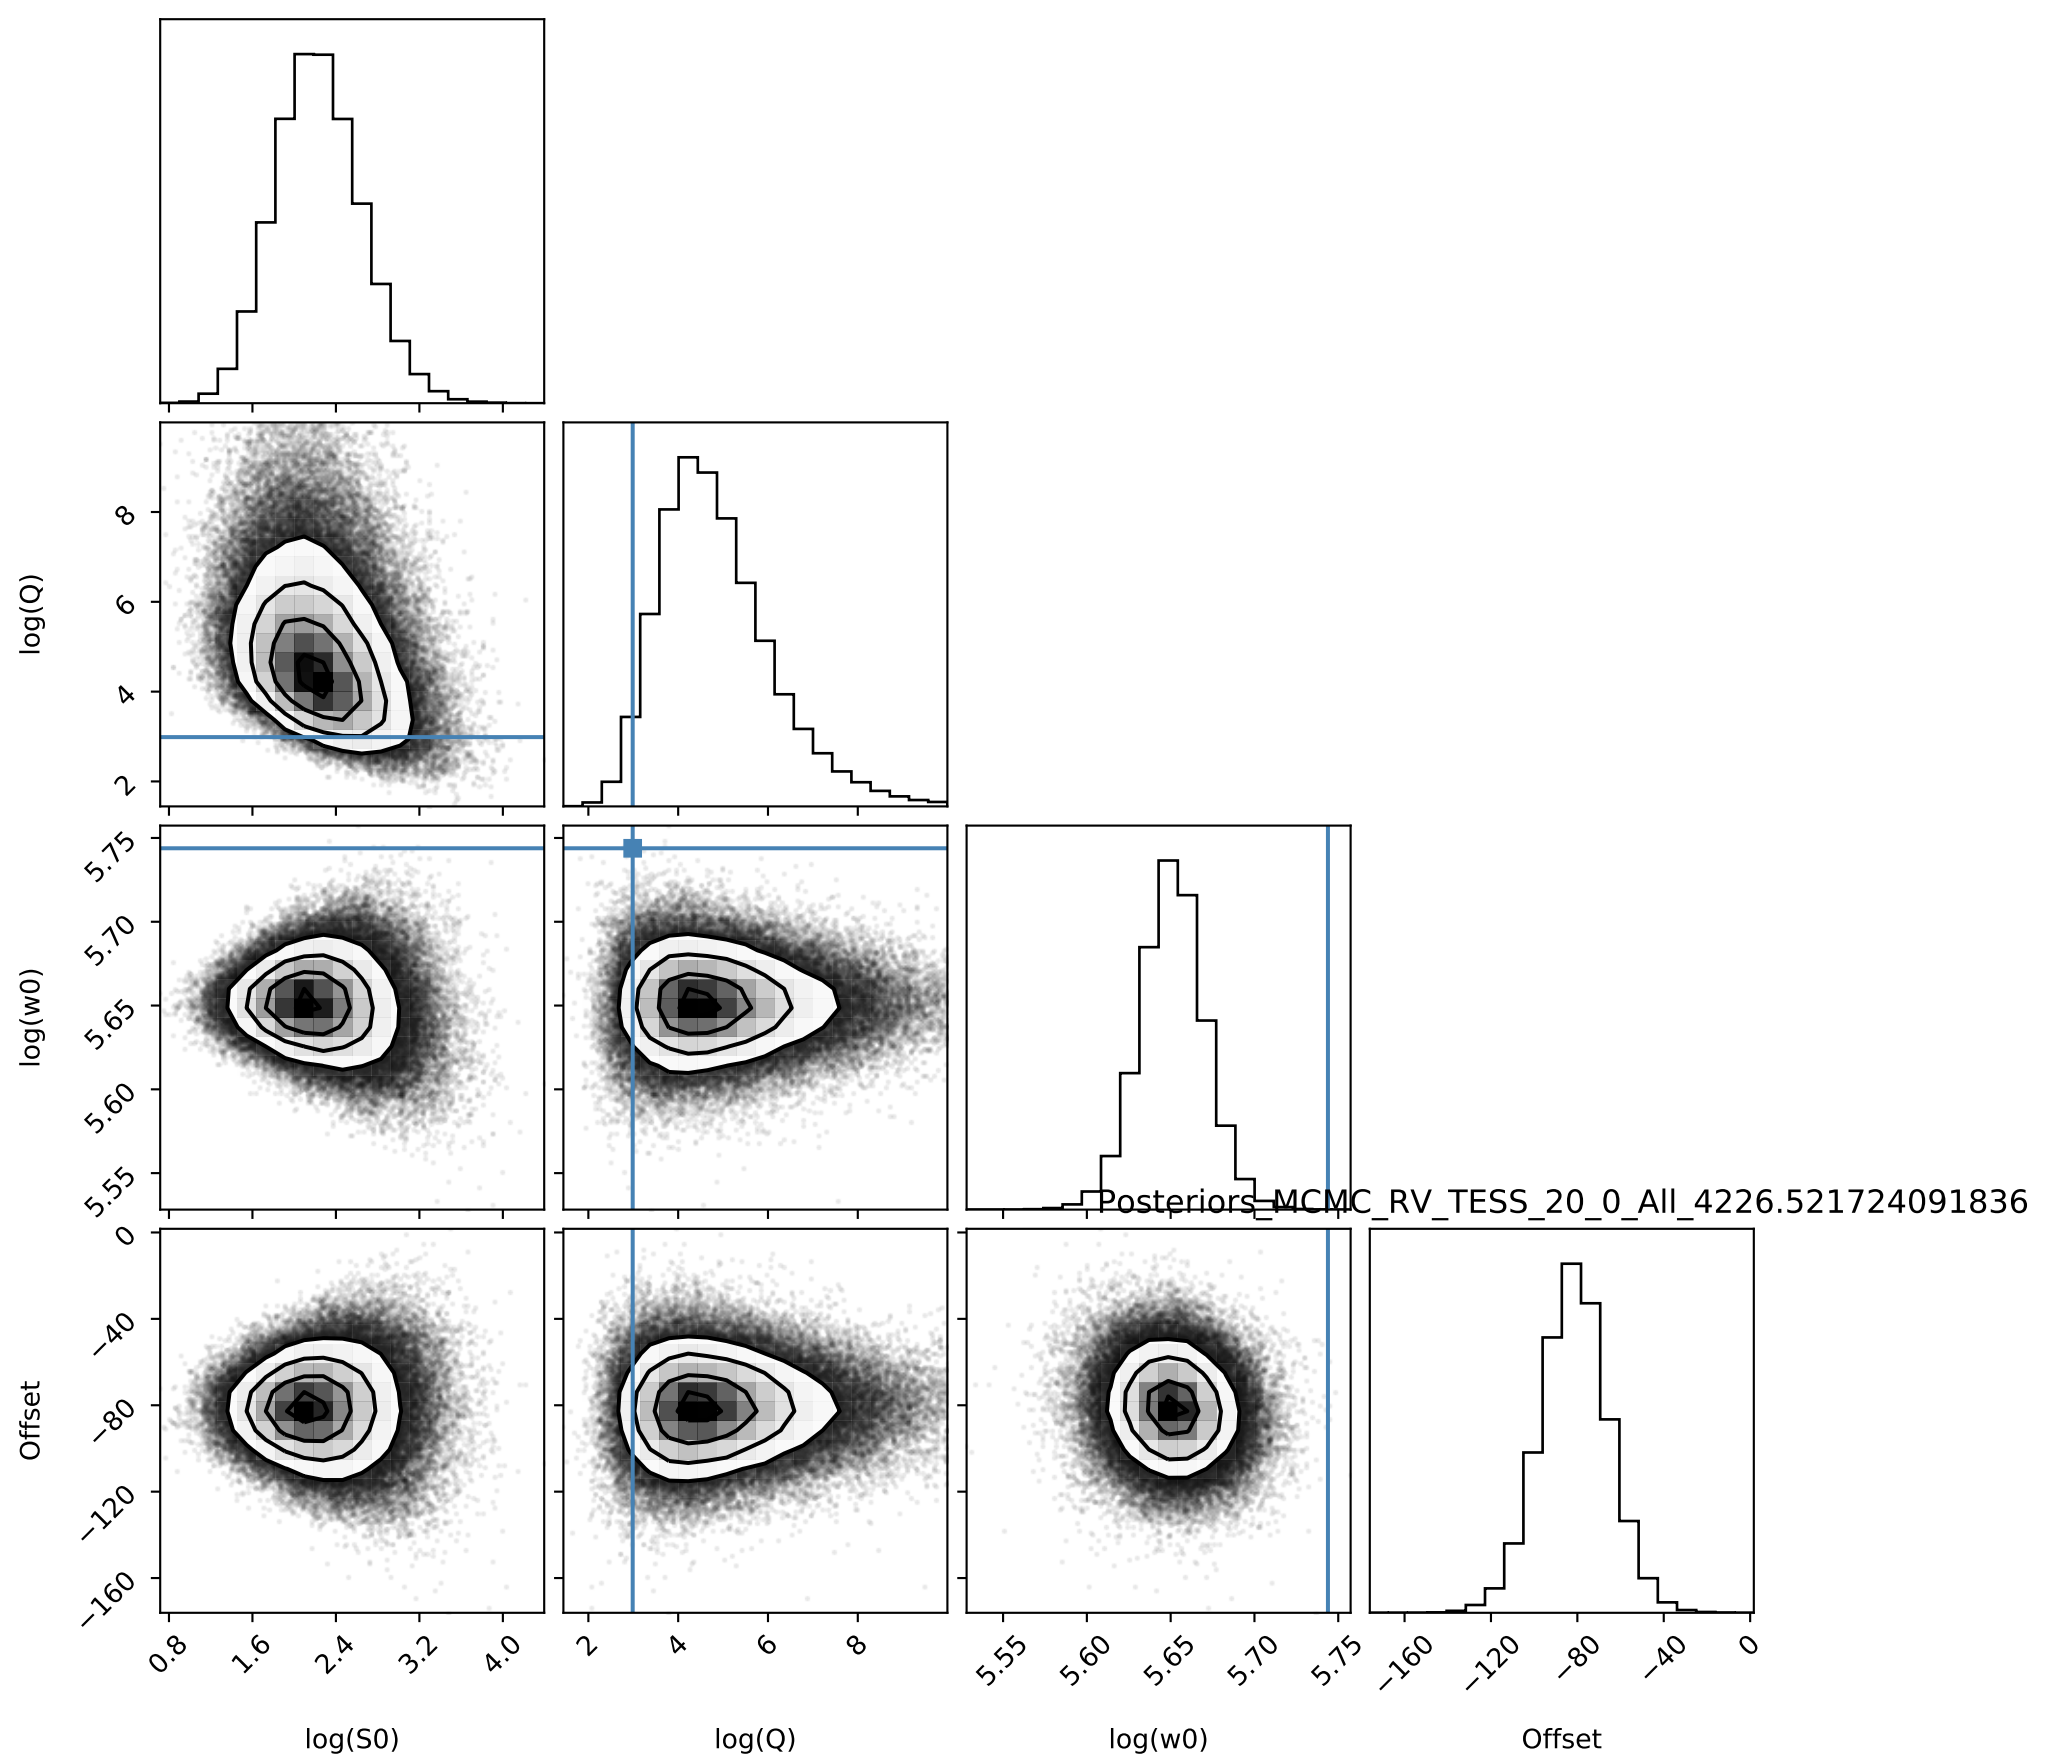 log(Q)
8
6
4
2
log(w0)
5.75
5.70
5.65
5.60
5.55
Posteriors_MCMC_RV_TESS_20_0_All_4226.521724091836
Offset
0
−40
−80
−120
−160
0.8 1.6 2.4 3.2 4.0 2 4 6 8 5.55 5.60 5.65 5.70 5.75 −160 −120 −80 −40 0
log(S0) log(Q) log(w0) Offset